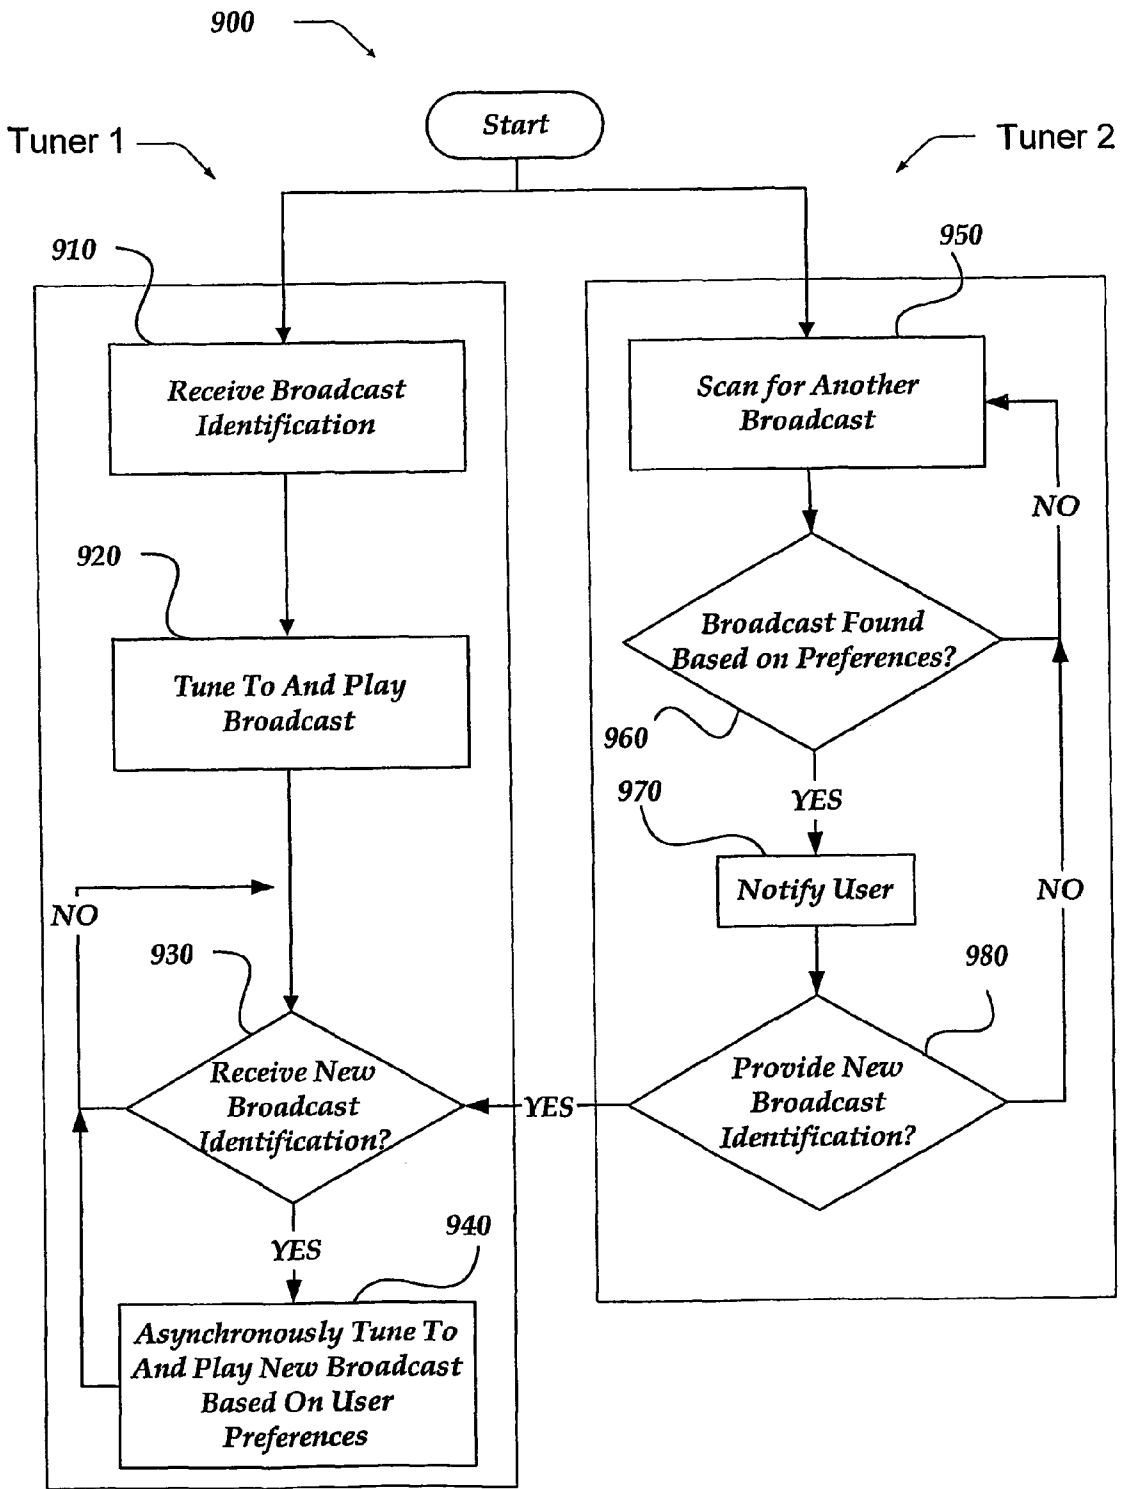 900
Start
Tuner 1
Tuner 2
910
Receive Broadcast
Identification
920
Tune To And Play
Broadcast
NO
930
Receive New
Broadcast
Identification?
YES
940
Asynchronously Tune To
And Play New Broadcast
Based On User
Preferences
950
Scan for Another
Broadcast
NO
Broadcast Found
Based on Preferences?
960
YES
970
Notify User
NO
980
Provide New
Broadcast
Identification?
YES